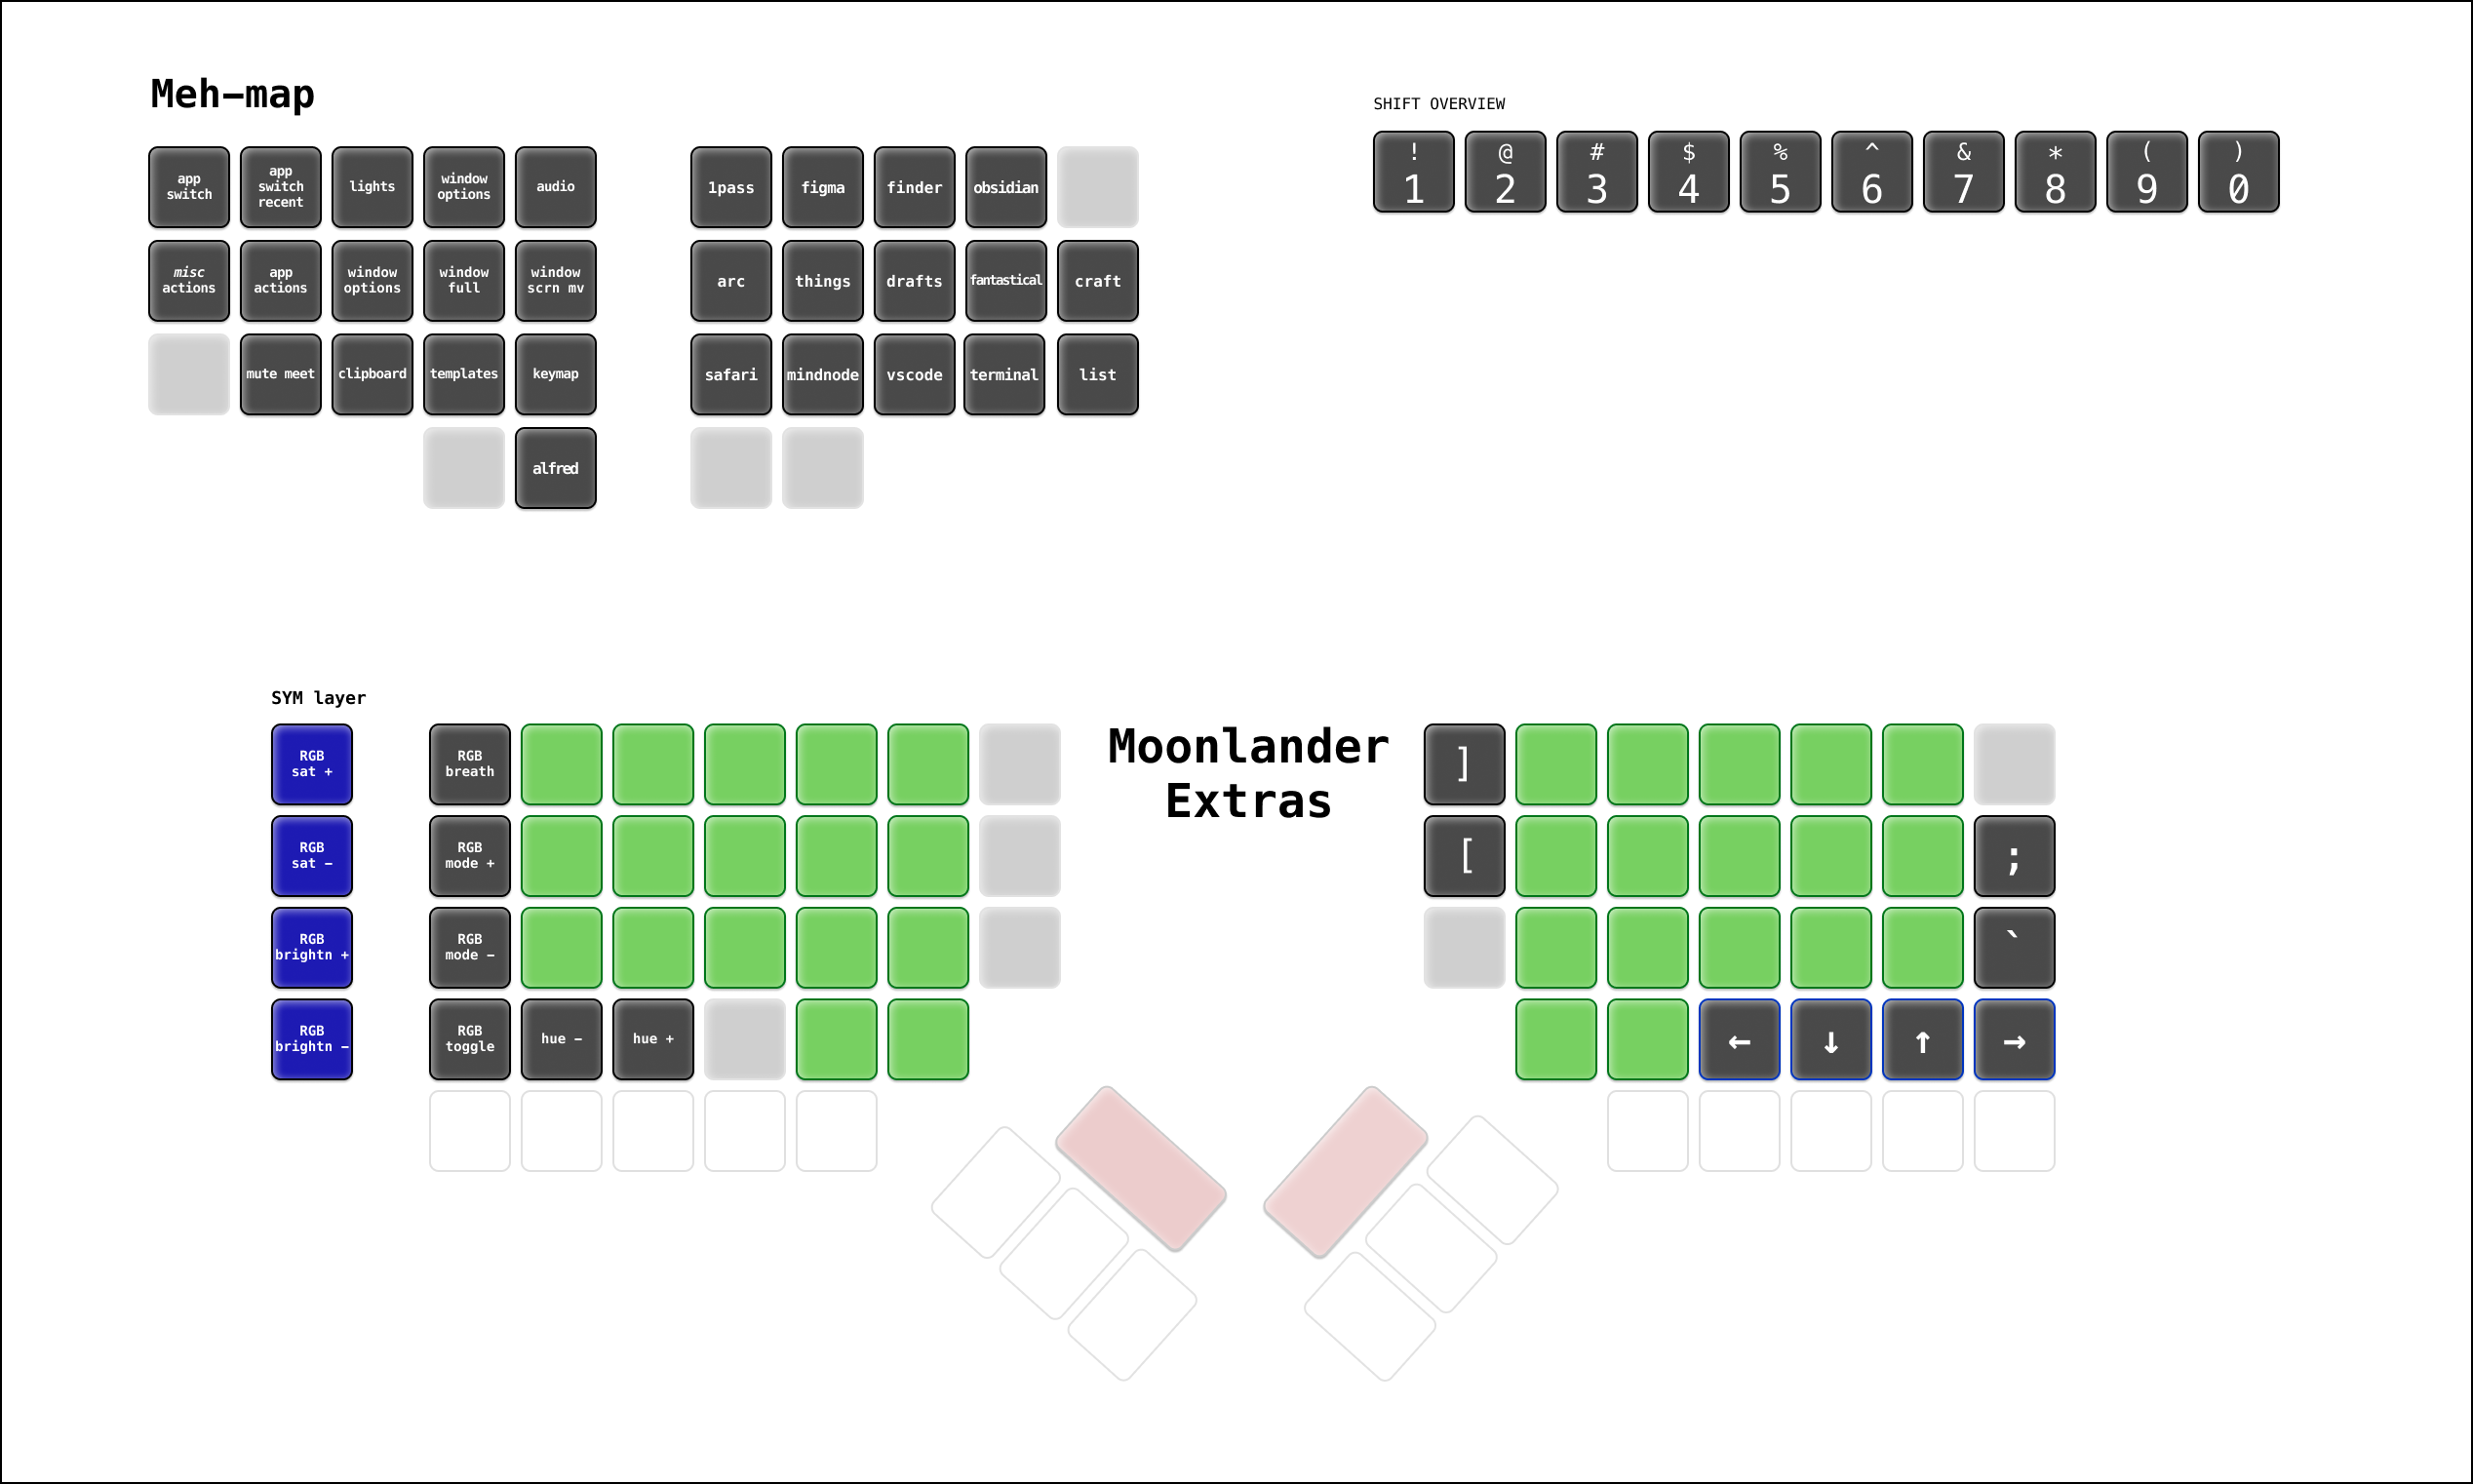 Meh-map
app
switch
app
switch
recent
lights
window
options
audio
1pass
figma
finder
obsidian
misc
actions
app
actions
window
options
window
full
window
scrn mv
arc
things
drafts
fantastical
craft
mute meet
clipboard
templates
keymap
safari
mindnode
vscode
terminal
list
alfred
SHIFT OVERVIEW
! @ # $ % ^ & * ( )
1 2 3 4 5 6 7 8 9 0
SYM layer
RGB
sat +
RGB
sat −
RGB
brightn +
RGB
brightn −
RGB
breath
RGB
mode +
RGB
mode −
RGB
toggle
hue −
hue +
Moonlander
Extras
]
[
;
`
← ↓ ↑ →